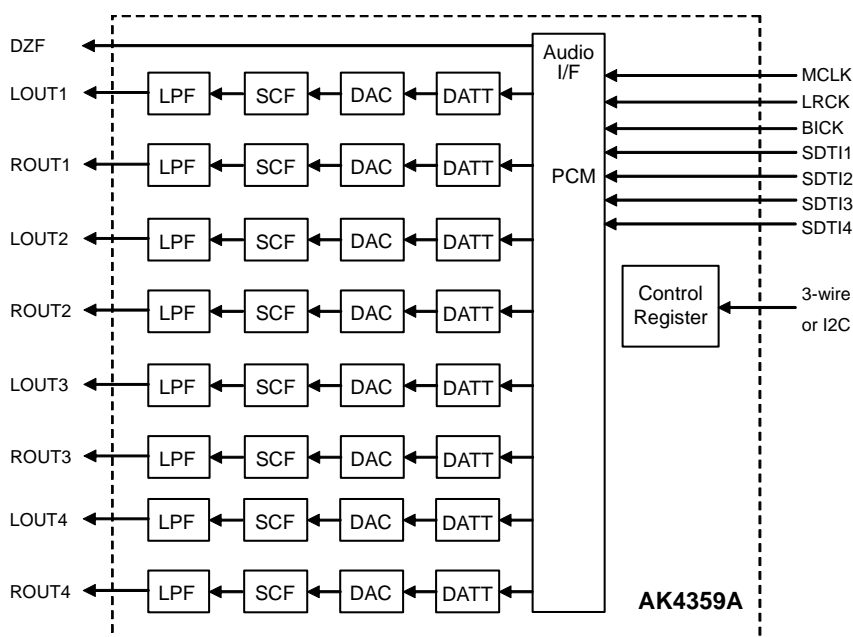 DZF
Audio
I/F
MCLK
LOUT1
LPF
SCF
DAC
DATT
LRCK
BICK
SDTI1
ROUT1
LPF
SCF
DAC
DATT
PCM
SDTI2
SDTI3
SDTI4
LOUT2
LPF
SCF
DAC
DATT
ROUT2
LPF
SCF
DAC
DATT
Control
Register
3-wire
or I2C
LOUT3
LPF
SCF
DAC
DATT
ROUT3
LPF
SCF
DAC
DATT
LOUT4
LPF
SCF
DAC
DATT
ROUT4
LPF
SCF
DAC
DATT
AK4359A